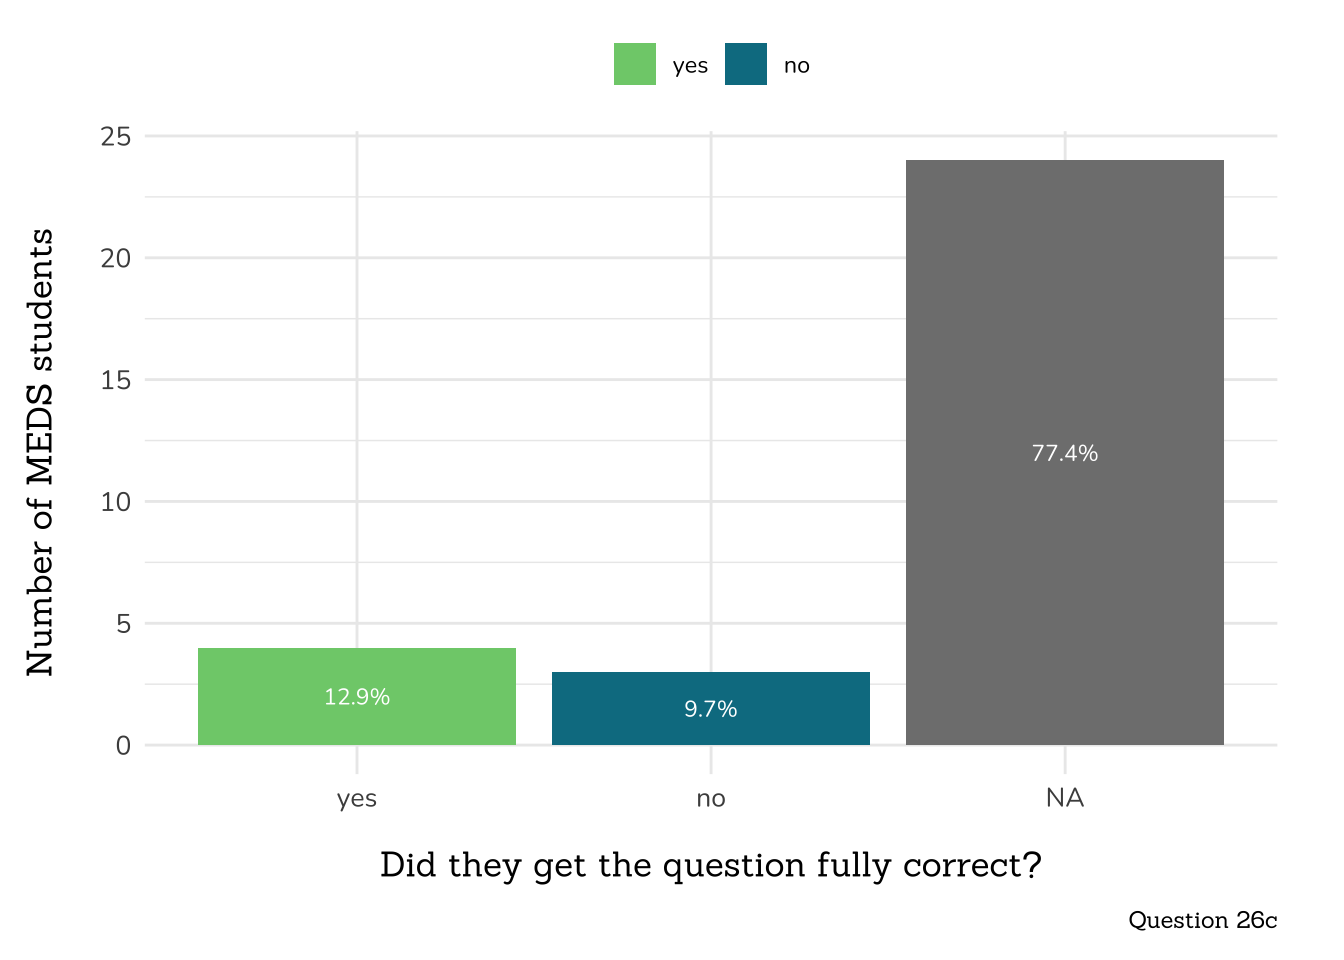 yes no
25
20
15
10
5
0
Number of MEDS students
77.4%
12.9%
9.7%
yes no NA
Did they get the question fully correct?
Question 26c